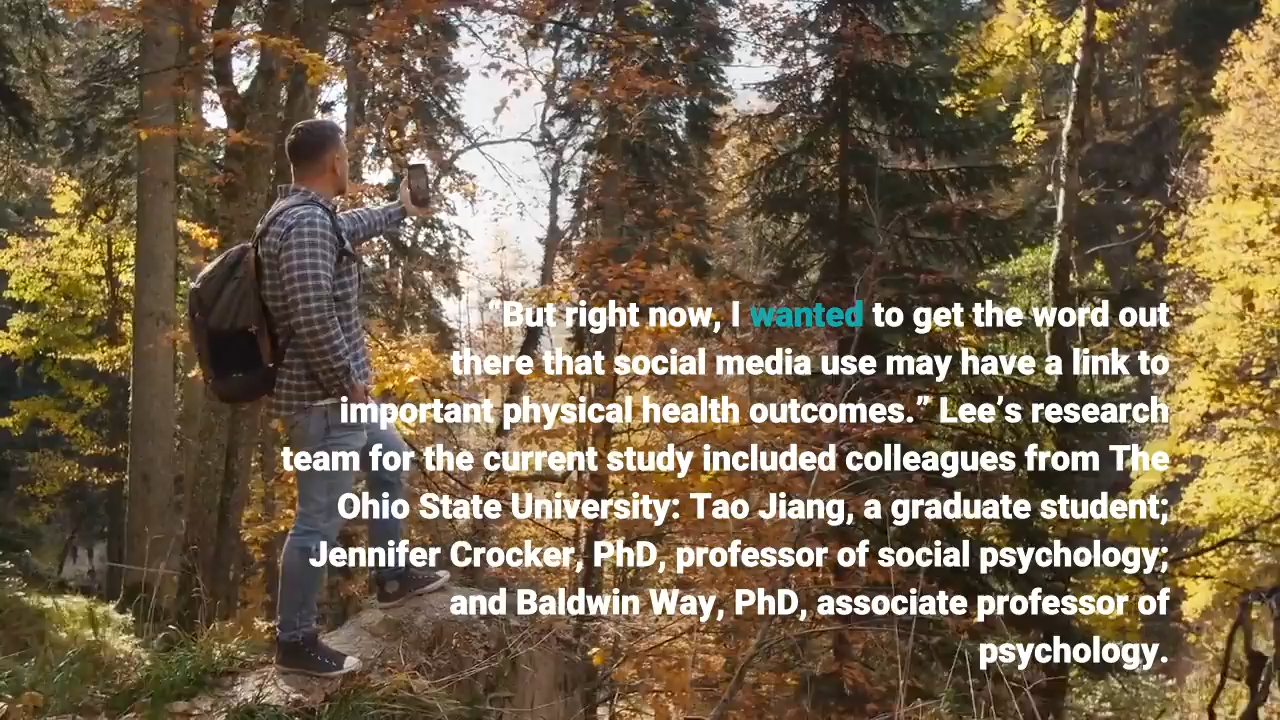 “But right now, I wanted to get the word out
there that social media use may have a link to
important physical health outcomes.” Lee’s research
team for the current study included colleagues from The
Ohio State University: Tao Jiang, a graduate student;
Jennifer Crocker, PhD, professor of social psychology;
and Baldwin Way, PhD, associate professor of
psychology.